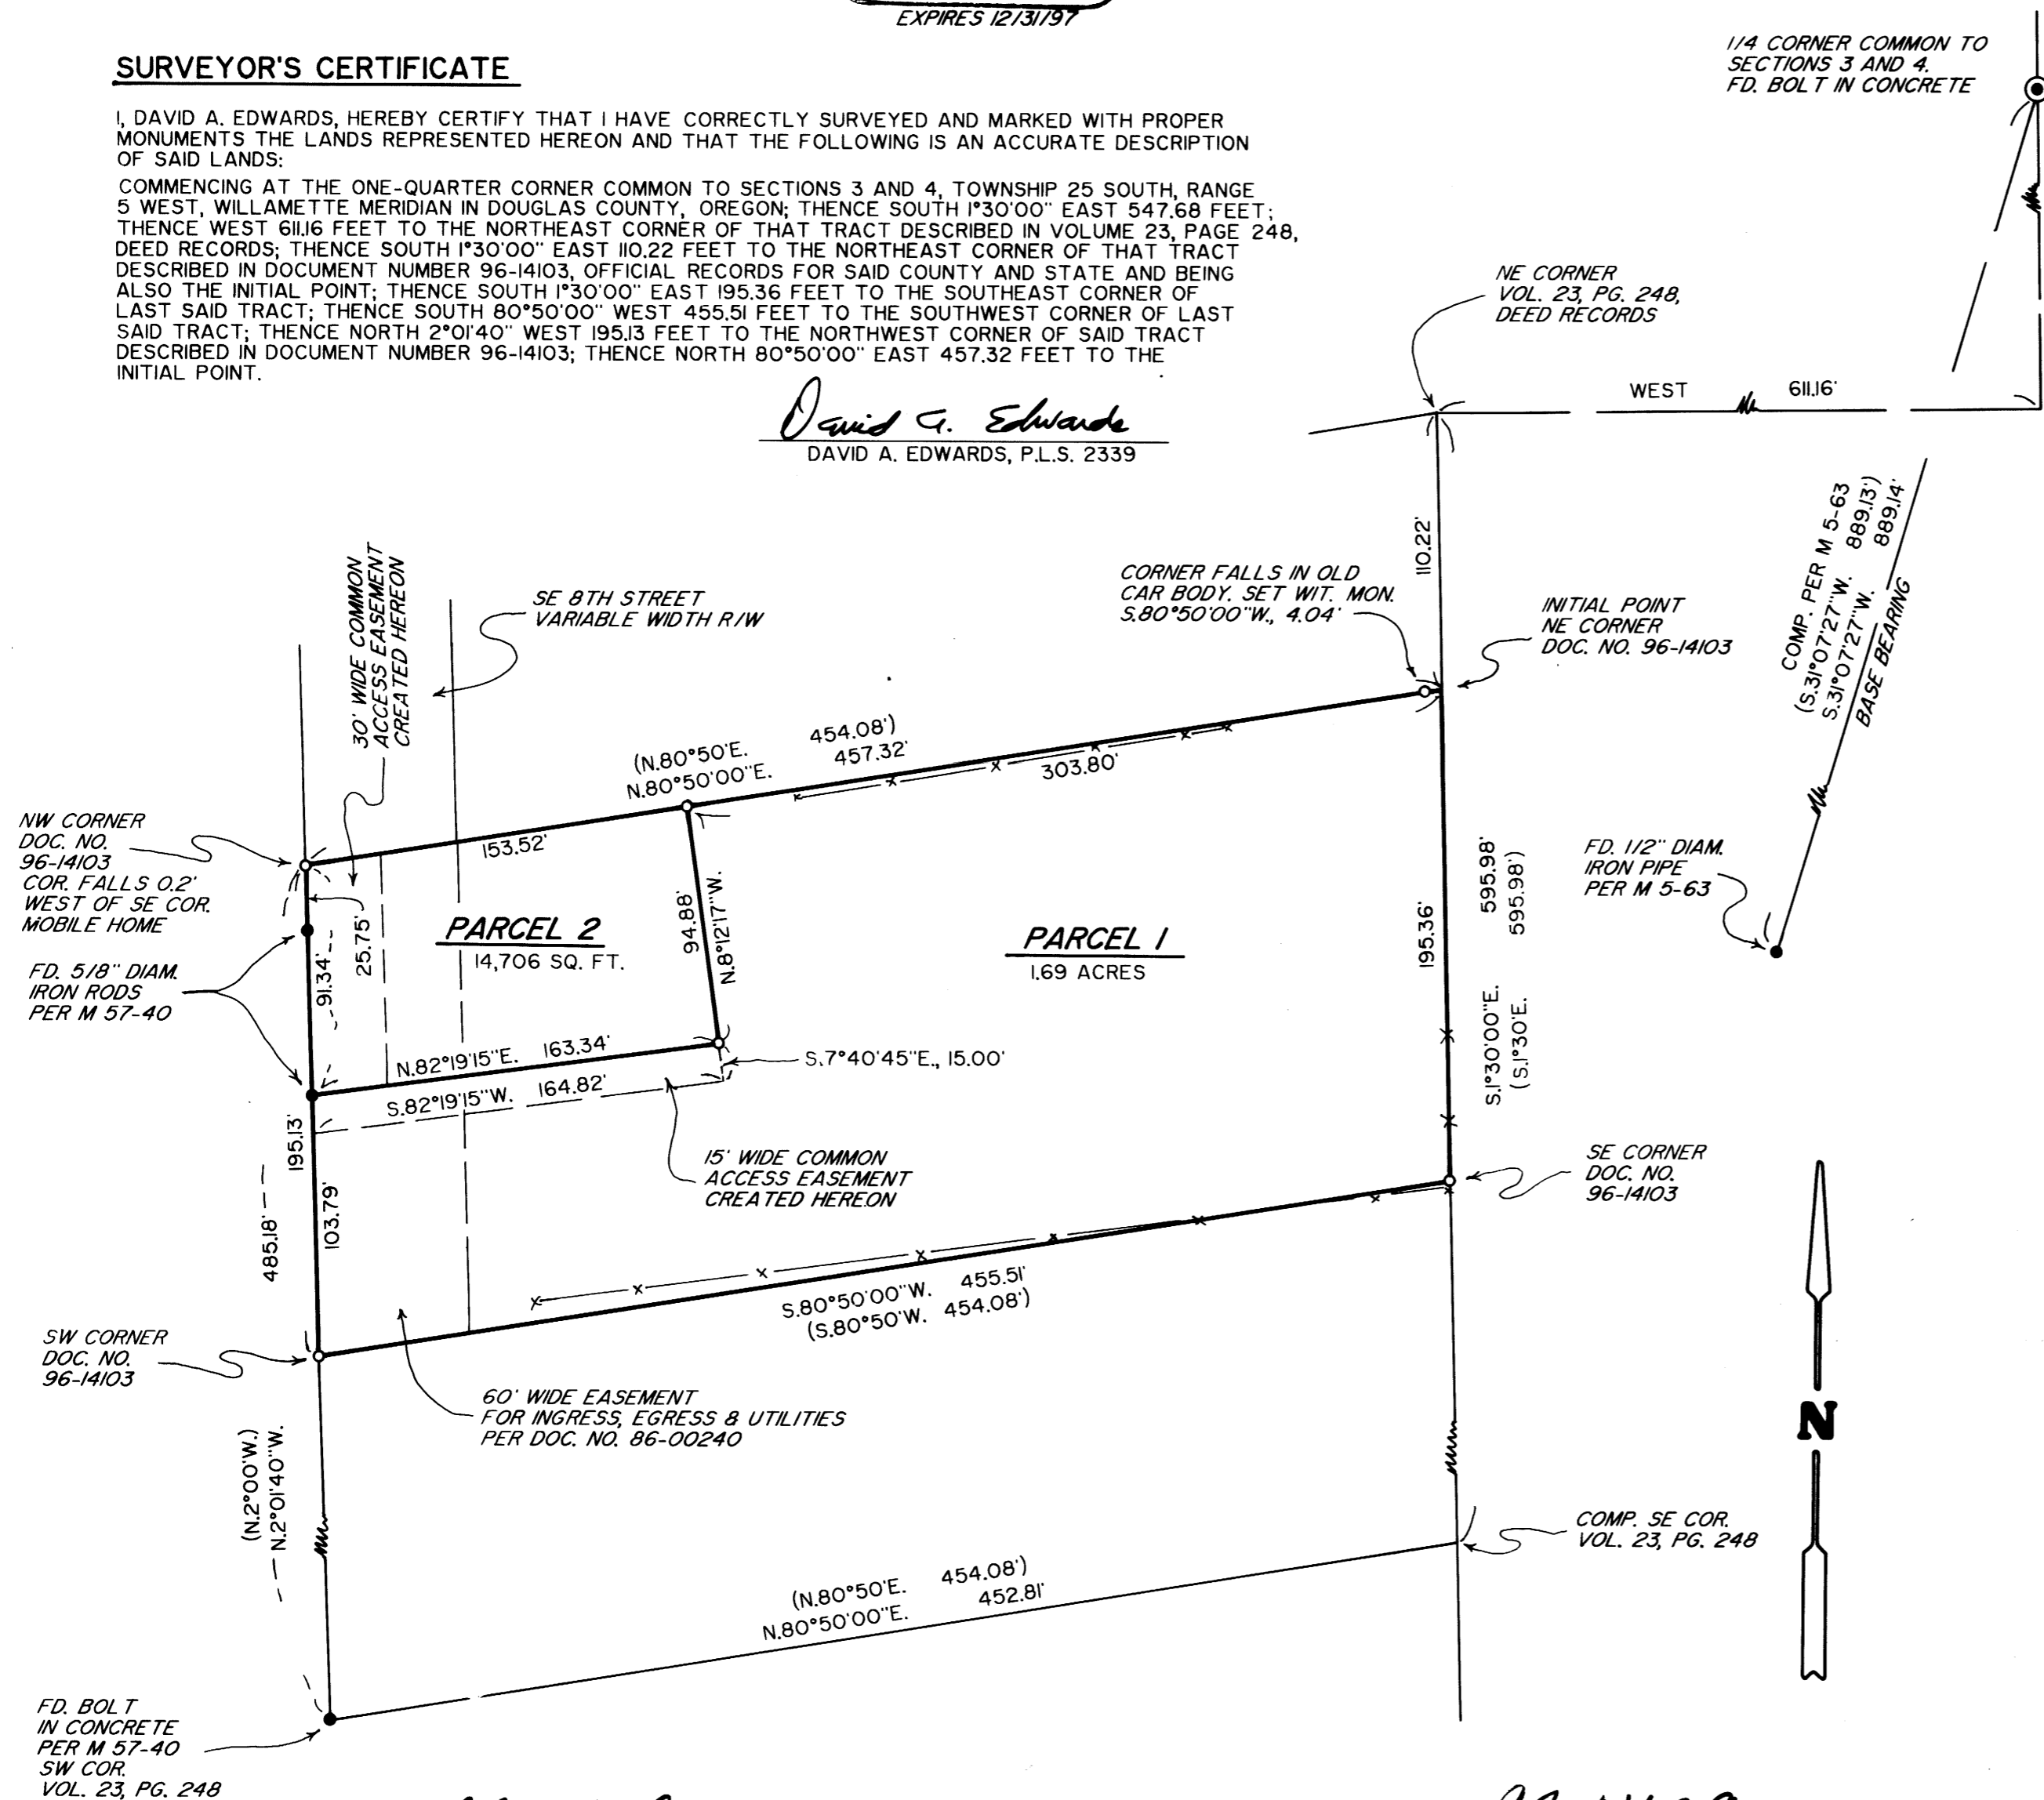 EXPIRES 12/31/97
SURVEYOR'S CERTIFICATE
I, DAVID A. EDWARDS, HEREBY CERTIFY THAT I HAVE CORRECTLY SURVEYED AND MARKED WITH PROPER
MONUMENTS THE LANDS REPRESENTED HEREON AND THAT THE FOLLOWING IS AN ACCURATE DESCRIPTION
OF SAID LANDS:
COMMENCING AT THE ONE-QUARTER CORNER COMMON TO SECTIONS 3 AND 4, TOWNSHIP 25 SOUTH, RANGE
5 WEST, WILLAMETTE MERIDIAN IN DOUGLAS COUNTY, OREGON; THENCE SOUTH 1°30'00" EAST 547.68 FEET;
THENCE WEST 611.16 FEET TO THE NORTHEAST CORNER OF THAT TRACT DESCRIBED IN VOLUME 23, PAGE 248,
DEED RECORDS; THENCE SOUTH 1°30'00" EAST 110.22 FEET TO THE NORTHEAST CORNER OF THAT TRACT
DESCRIBED IN DOCUMENT NUMBER 96-14103, OFFICIAL RECORDS FOR SAID COUNTY AND STATE AND BEING
ALSO THE INITIAL POINT; THENCE SOUTH 1°30'00" EAST 195.36 FEET TO THE SOUTHEAST CORNER OF
LAST SAID TRACT; THENCE SOUTH 80°50'00" WEST 455.51 FEET TO THE SOUTHWEST CORNER OF LAST
SAID TRACT; THENCE NORTH 2°01'40" WEST 195.13 FEET TO THE NORTHWEST CORNER OF SAID TRACT
DESCRIBED IN DOCUMENT NUMBER 96-14103; THENCE NORTH 80°50'00" EAST 457.32 FEET TO THE
INITIAL POINT.
David A. Edwards
DAVID A. EDWARDS, P.L.S. 2339
1/4 CORNER COMMON TO
SECTIONS 3 AND 4.
FD. BOLT IN CONCRETE
NE CORNER
VOL. 23, PG. 248,
DEED RECORDS
WEST 611.16'
COMP. PER M 5-63
(S.31°07'27"W. 889.13')
S.31°07'27"W. 889.14'
BASE BEARING
110.22'
CORNER FALLS IN OLD
CAR BODY. SET WIT. MON.
S.80°50'00"W., 4.04'
INITIAL POINT
NE CORNER
DOC. NO. 96-14103
30' WIDE COMMON
ACCESS EASEMENT
CREATED HEREON
SE 8TH STREET
VARIABLE WIDTH R/W
(N.80°50'E. 454.08')
N.80°50'00"E. 457.32'
303.80'
153.52'
NW CORNER
DOC. NO.
96-14103
COR. FALLS 0.2'
WEST OF SE COR.
MOBILE HOME
FD. 5/8" DIAM.
IRON RODS
PER M 57-40
25.75'
91.34'
PARCEL 2
14,706 SQ. FT.
94.88'
N.8°12'17"W.
PARCEL 1
1.69 ACRES
195.36'
595.98'
595.98')
S.1°30'00"E.
(S.1°30'E.
FD. 1/2" DIAM.
IRON PIPE
PER M 5-63
N.82°19'15"E. 163.34'
S.82°19'15"W. 164.82'
S.7°40'45"E., 15.00'
15' WIDE COMMON
ACCESS EASEMENT
CREATED HEREON
195.13'
103.79'
485.18'
SE CORNER
DOC. NO.
96-14103
S.80°50'00"W. 455.51'
(S.80°50'W. 454.08')
SW CORNER
DOC. NO.
96-14103
60' WIDE EASEMENT
FOR INGRESS, EGRESS & UTILITIES
PER DOC. NO. 86-00240
(N.2°00'W.)
N.2°01'40"W.
N
COMP. SE COR.
VOL. 23, PG. 248
(N.80°50'E. 454.08')
N.80°50'00"E. 452.81'
FD. BOLT
IN CONCRETE
PER M 57-40
SW COR.
VOL. 23, PG. 248